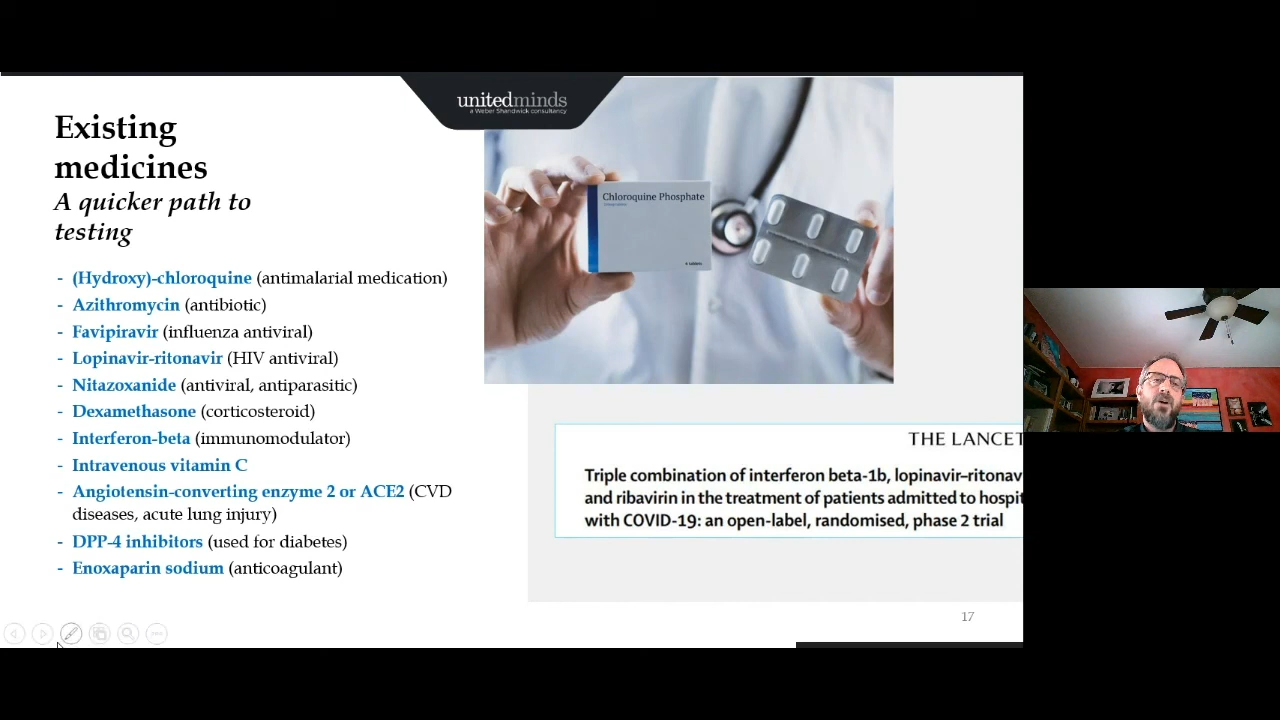 unitedminds
a Weber Shandwick consultancy
Existing
medicines
A quicker path to
testing
- (Hydroxy)-chloroquine (antimalarial medication)
- Azithromycin (antibiotic)
- Favipiravir (influenza antiviral)
- Lopinavir-ritonavir (HIV antiviral)
- Nitazoxanide (antiviral, antiparasitic)
- Dexamethasone (corticosteroid)
- Interferon-beta (immunomodulator)
- Intravenous vitamin C
- Angiotensin-converting enzyme 2 or ACE2 (CVD
diseases, acute lung injury)
- DPP-4 inhibitors (used for diabetes)
- Enoxaparin sodium (anticoagulant)
Chloroquine Phosphate
THE LANCET
Triple combination of interferon beta-1b, lopinavir–ritonav
and ribavirin in the treatment of patients admitted to hospit
with COVID-19: an open-label, randomised, phase 2 trial
17